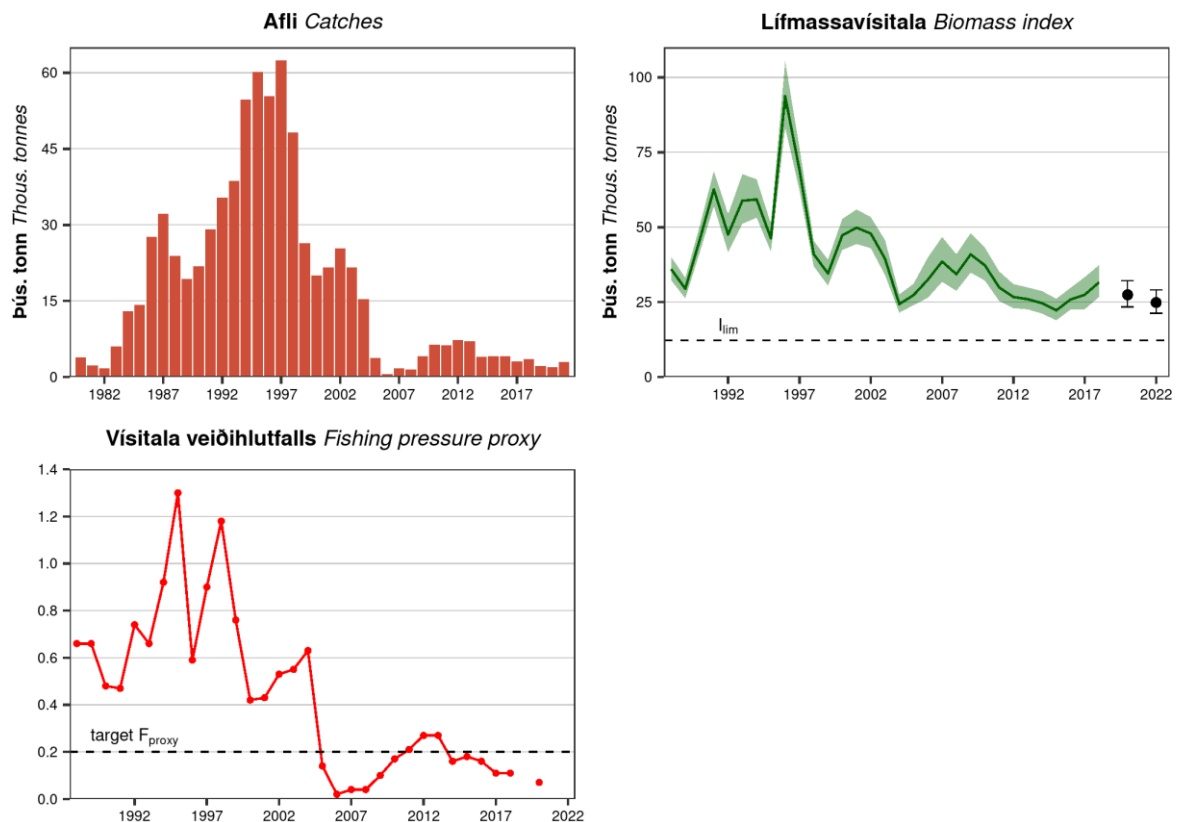 Afli Catches
Þús. tonn Thous. tonnes
60
45
30
15
0
1982 1987 1992 1997 2002 2007 2012 2017
Lífmassavísitala Biomass index
Þús. tonn Thous. tonnes
100
75
50
25
0
I_lim
1992 1997 2002 2007 2012 2017 2022
Vísitala veiðihlutfalls Fishing pressure proxy
1.4
1.2
1.0
0.8
0.6
0.4
0.2
0.0
target F_proxy
1992 1997 2002 2007 2012 2017 2022